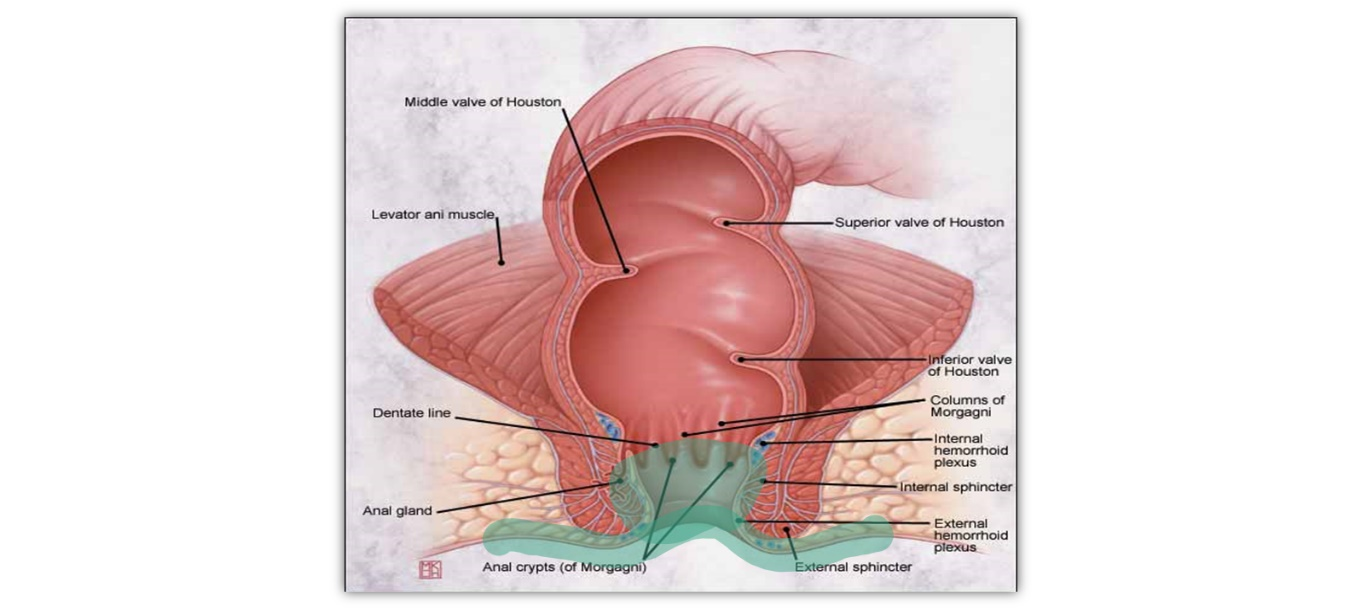 Middle valve of Houston
Levator ani muscle
Superior valve of Houston
Inferior valve
of Houston
Columns of
Morgagni
Dentate line
Internal
hemorrhoid
plexus
Internal sphincter
Anal gland
External
hemorrhoid
plexus
Anal crypts (of Morgagni)
External sphincter